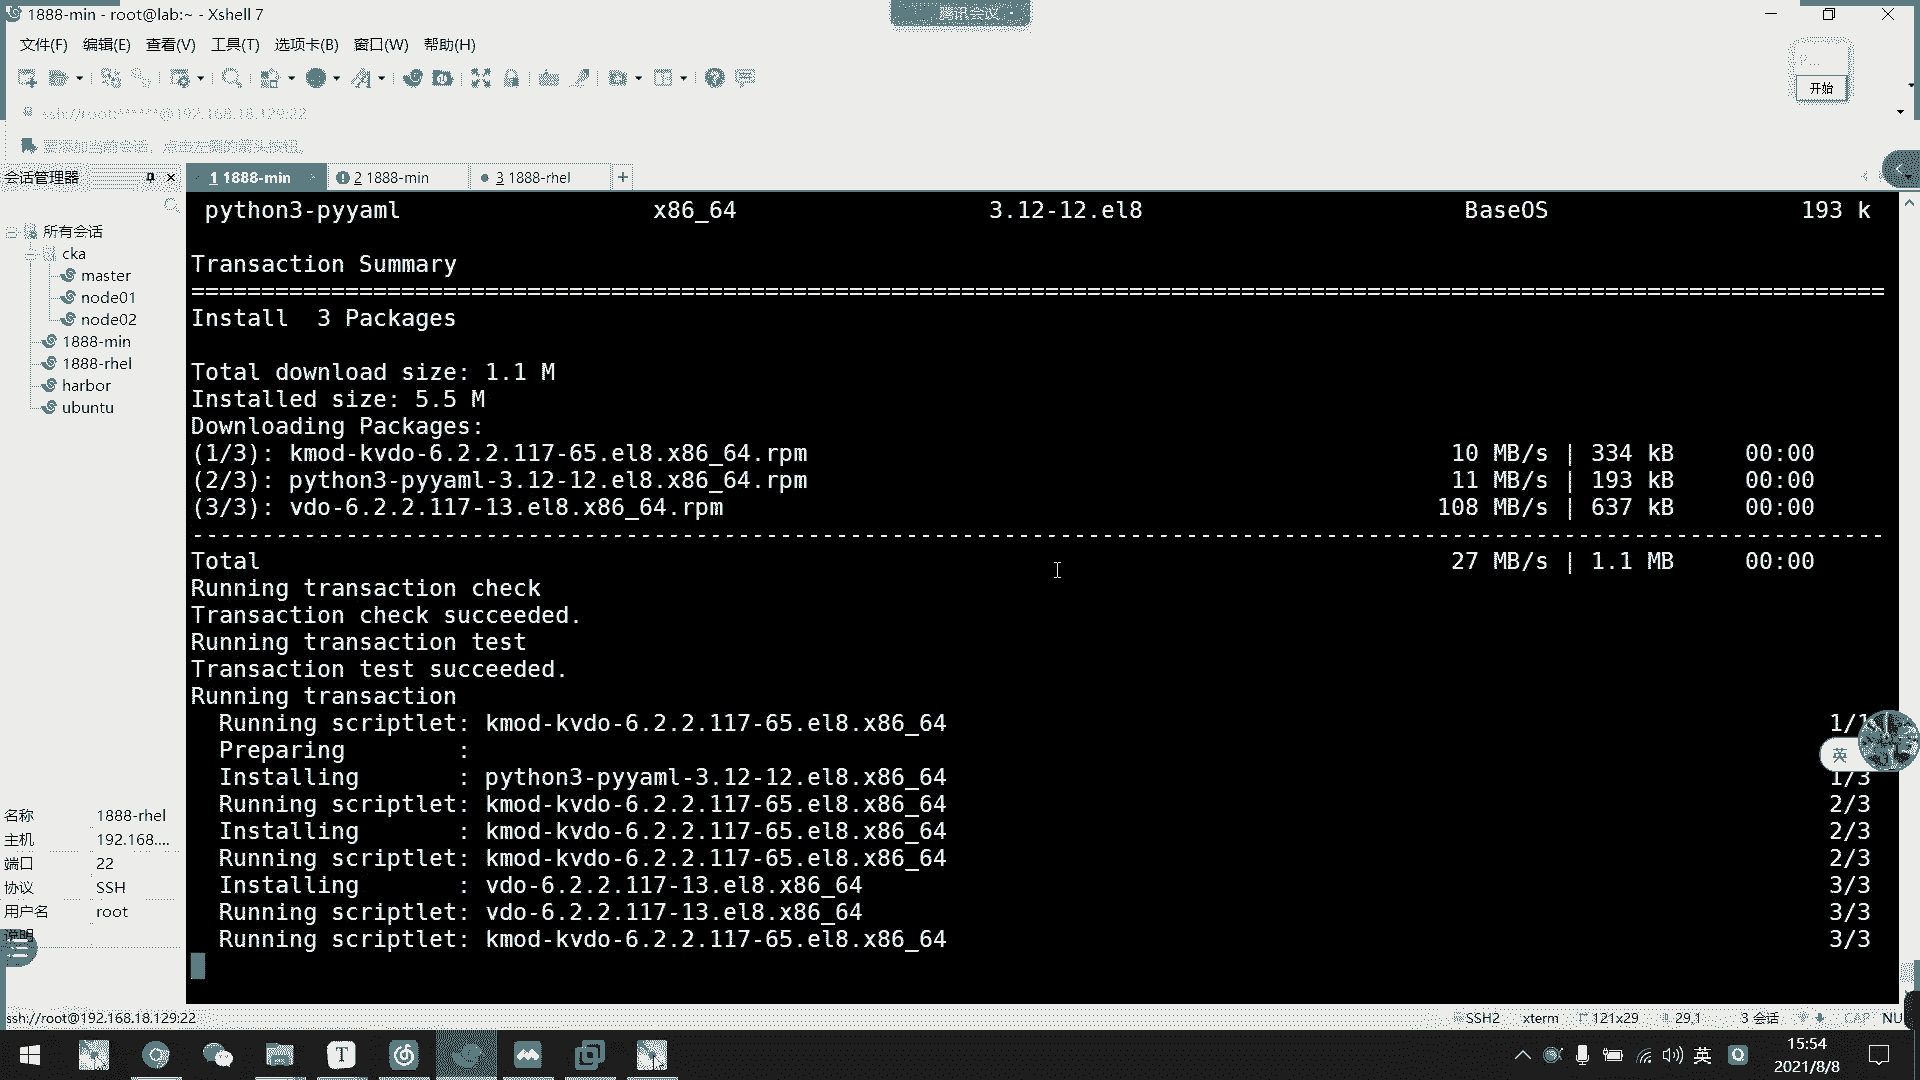 1888-min - root@lab:~ - Xshell 7
腾讯会议
文件(F) 编辑(E) 查看(V) 工具(T) 选项卡(B) 窗口(W) 帮助(H)
P...
开始
ssh://root:*****@192.168.18.129:22
要添加当前会话，点击左侧的箭头按钮。
会话管理器
1 1888-min
2 1888-min
3 1888-rhel
+
所有会话
cka
master
node01
node02
1888-min
1888-rhel
harbor
ubuntu
名称 1888-rhel
主机 192.168....
端口 22
协议 SSH
用户名 root
说明
python3-pyyaml x86_64 3.12-12.el8 BaseOS 193 k
Transaction Summary
================================================================================
Install  3 Packages
Total download size: 1.1 M
Installed size: 5.5 M
Downloading Packages:
(1/3): kmod-kvdo-6.2.2.117-65.el8.x86_64.rpm 10 MB/s | 334 kB 00:00
(2/3): python3-pyyaml-3.12-12.el8.x86_64.rpm 11 MB/s | 193 kB 00:00
(3/3): vdo-6.2.2.117-13.el8.x86_64.rpm 108 MB/s | 637 kB 00:00
--------------------------------------------------------------------------------
Total 27 MB/s | 1.1 MB 00:00
Running transaction check
Transaction check succeeded.
Running transaction test
Transaction test succeeded.
Running transaction
Running scriptlet: kmod-kvdo-6.2.2.117-65.el8.x86_64 1/1
Preparing :
Installing : python3-pyyaml-3.12-12.el8.x86_64 1/3
Running scriptlet: kmod-kvdo-6.2.2.117-65.el8.x86_64 2/3
Installing : kmod-kvdo-6.2.2.117-65.el8.x86_64 2/3
Running scriptlet: kmod-kvdo-6.2.2.117-65.el8.x86_64 2/3
Installing : vdo-6.2.2.117-13.el8.x86_64 3/3
Running scriptlet: vdo-6.2.2.117-13.el8.x86_64 3/3
Running scriptlet: kmod-kvdo-6.2.2.117-65.el8.x86_64 3/3
英
ssh://root@192.168.18.129:22
SSH2 xterm 121x29 29,1 3 会话 CAP NU
英
15:54
2021/8/8